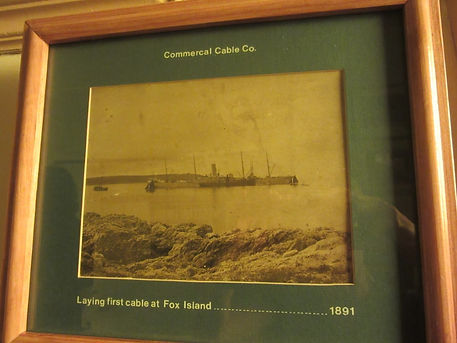 Commercal Cable Co.
Laying first cable at Fox Island ............................. 1891